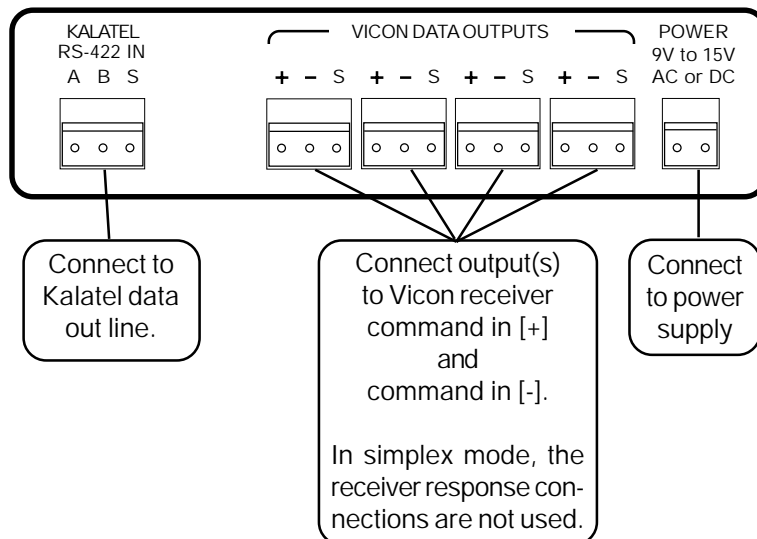 KALATEL
RS-422 IN
A B S
VICON DATA OUTPUTS
+ − S + − S + − S + − S
POWER
9V to 15V
AC or DC
Connect to
Kalatel data
out line.
Connect output(s)
to Vicon receiver
command in [+]
and
command in [-].
In simplex mode, the
receiver response con-
nections are not used.
Connect
to power
supply